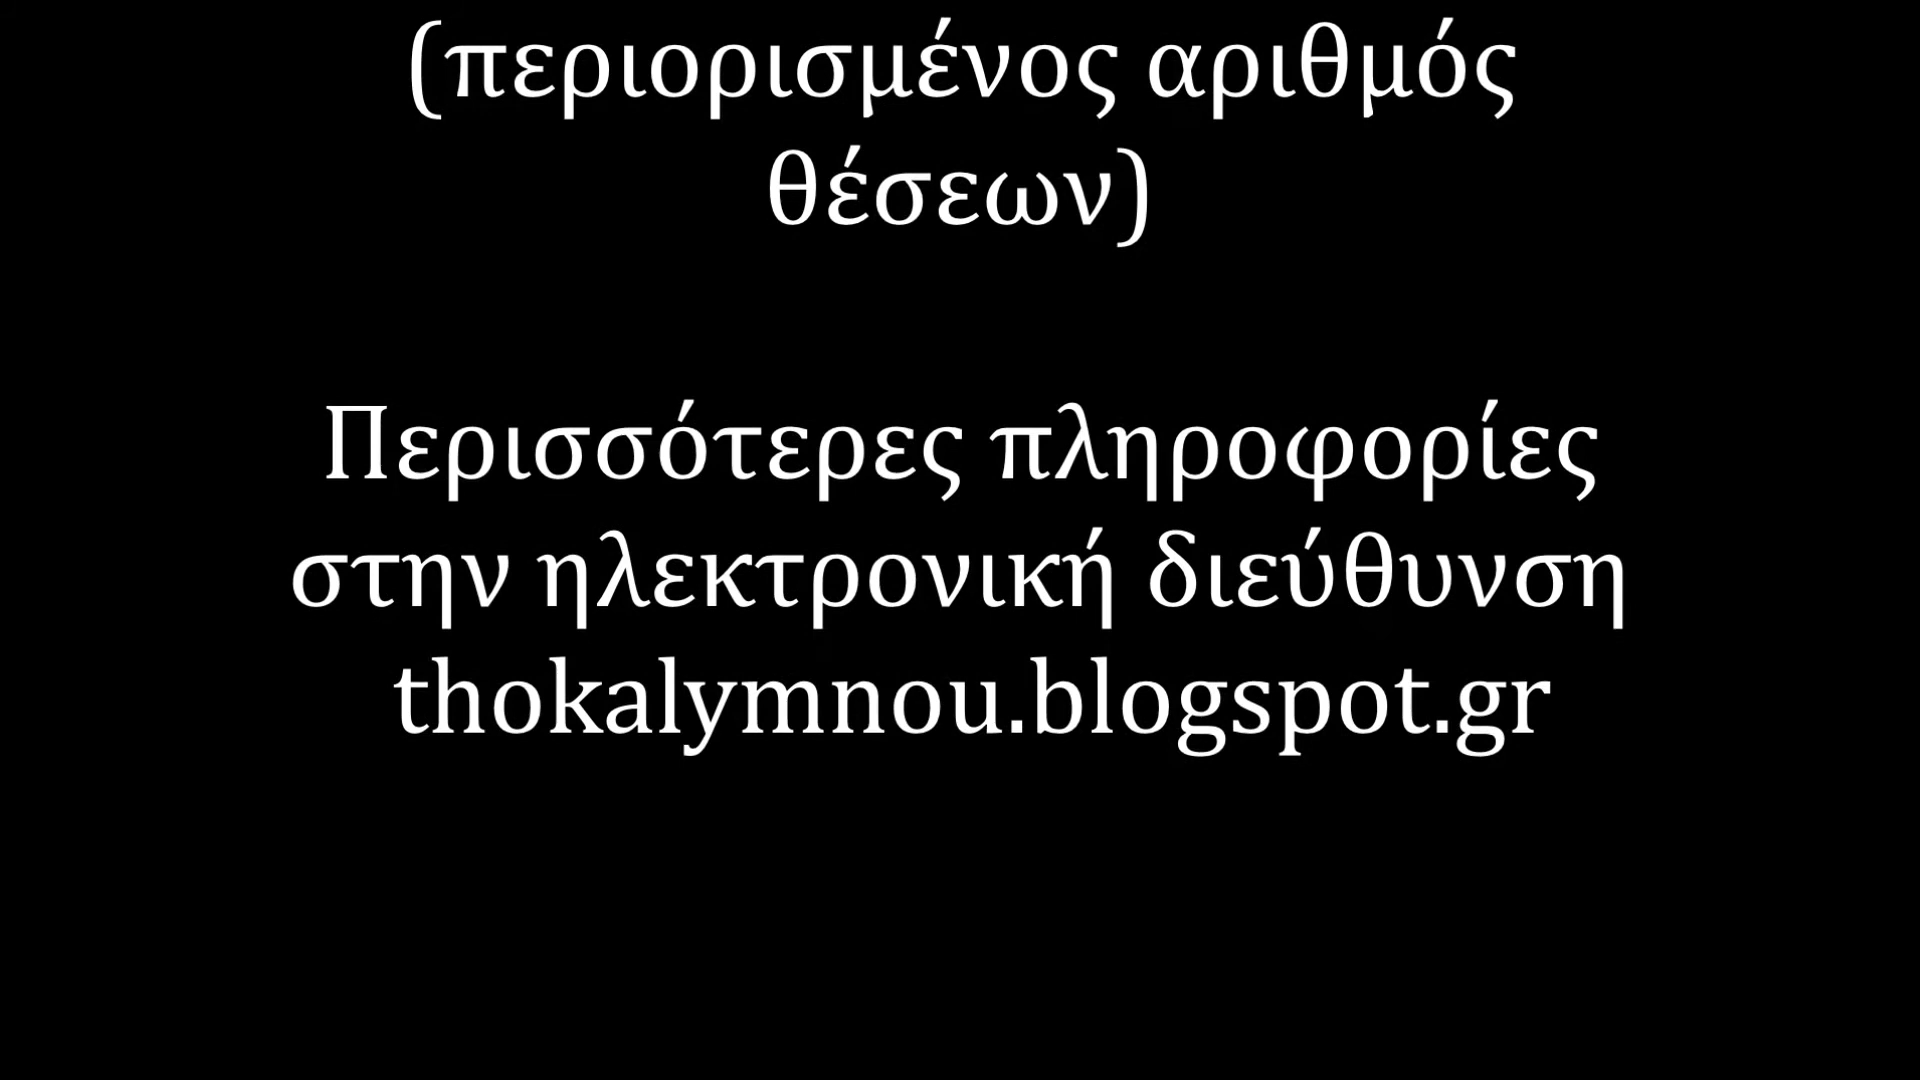 (περιορισμένος αριθμός
θέσεων)
Περισσότερες πληροφορίες
στην ηλεκτρονική διεύθυνση
thokalymnou.blogspot.gr